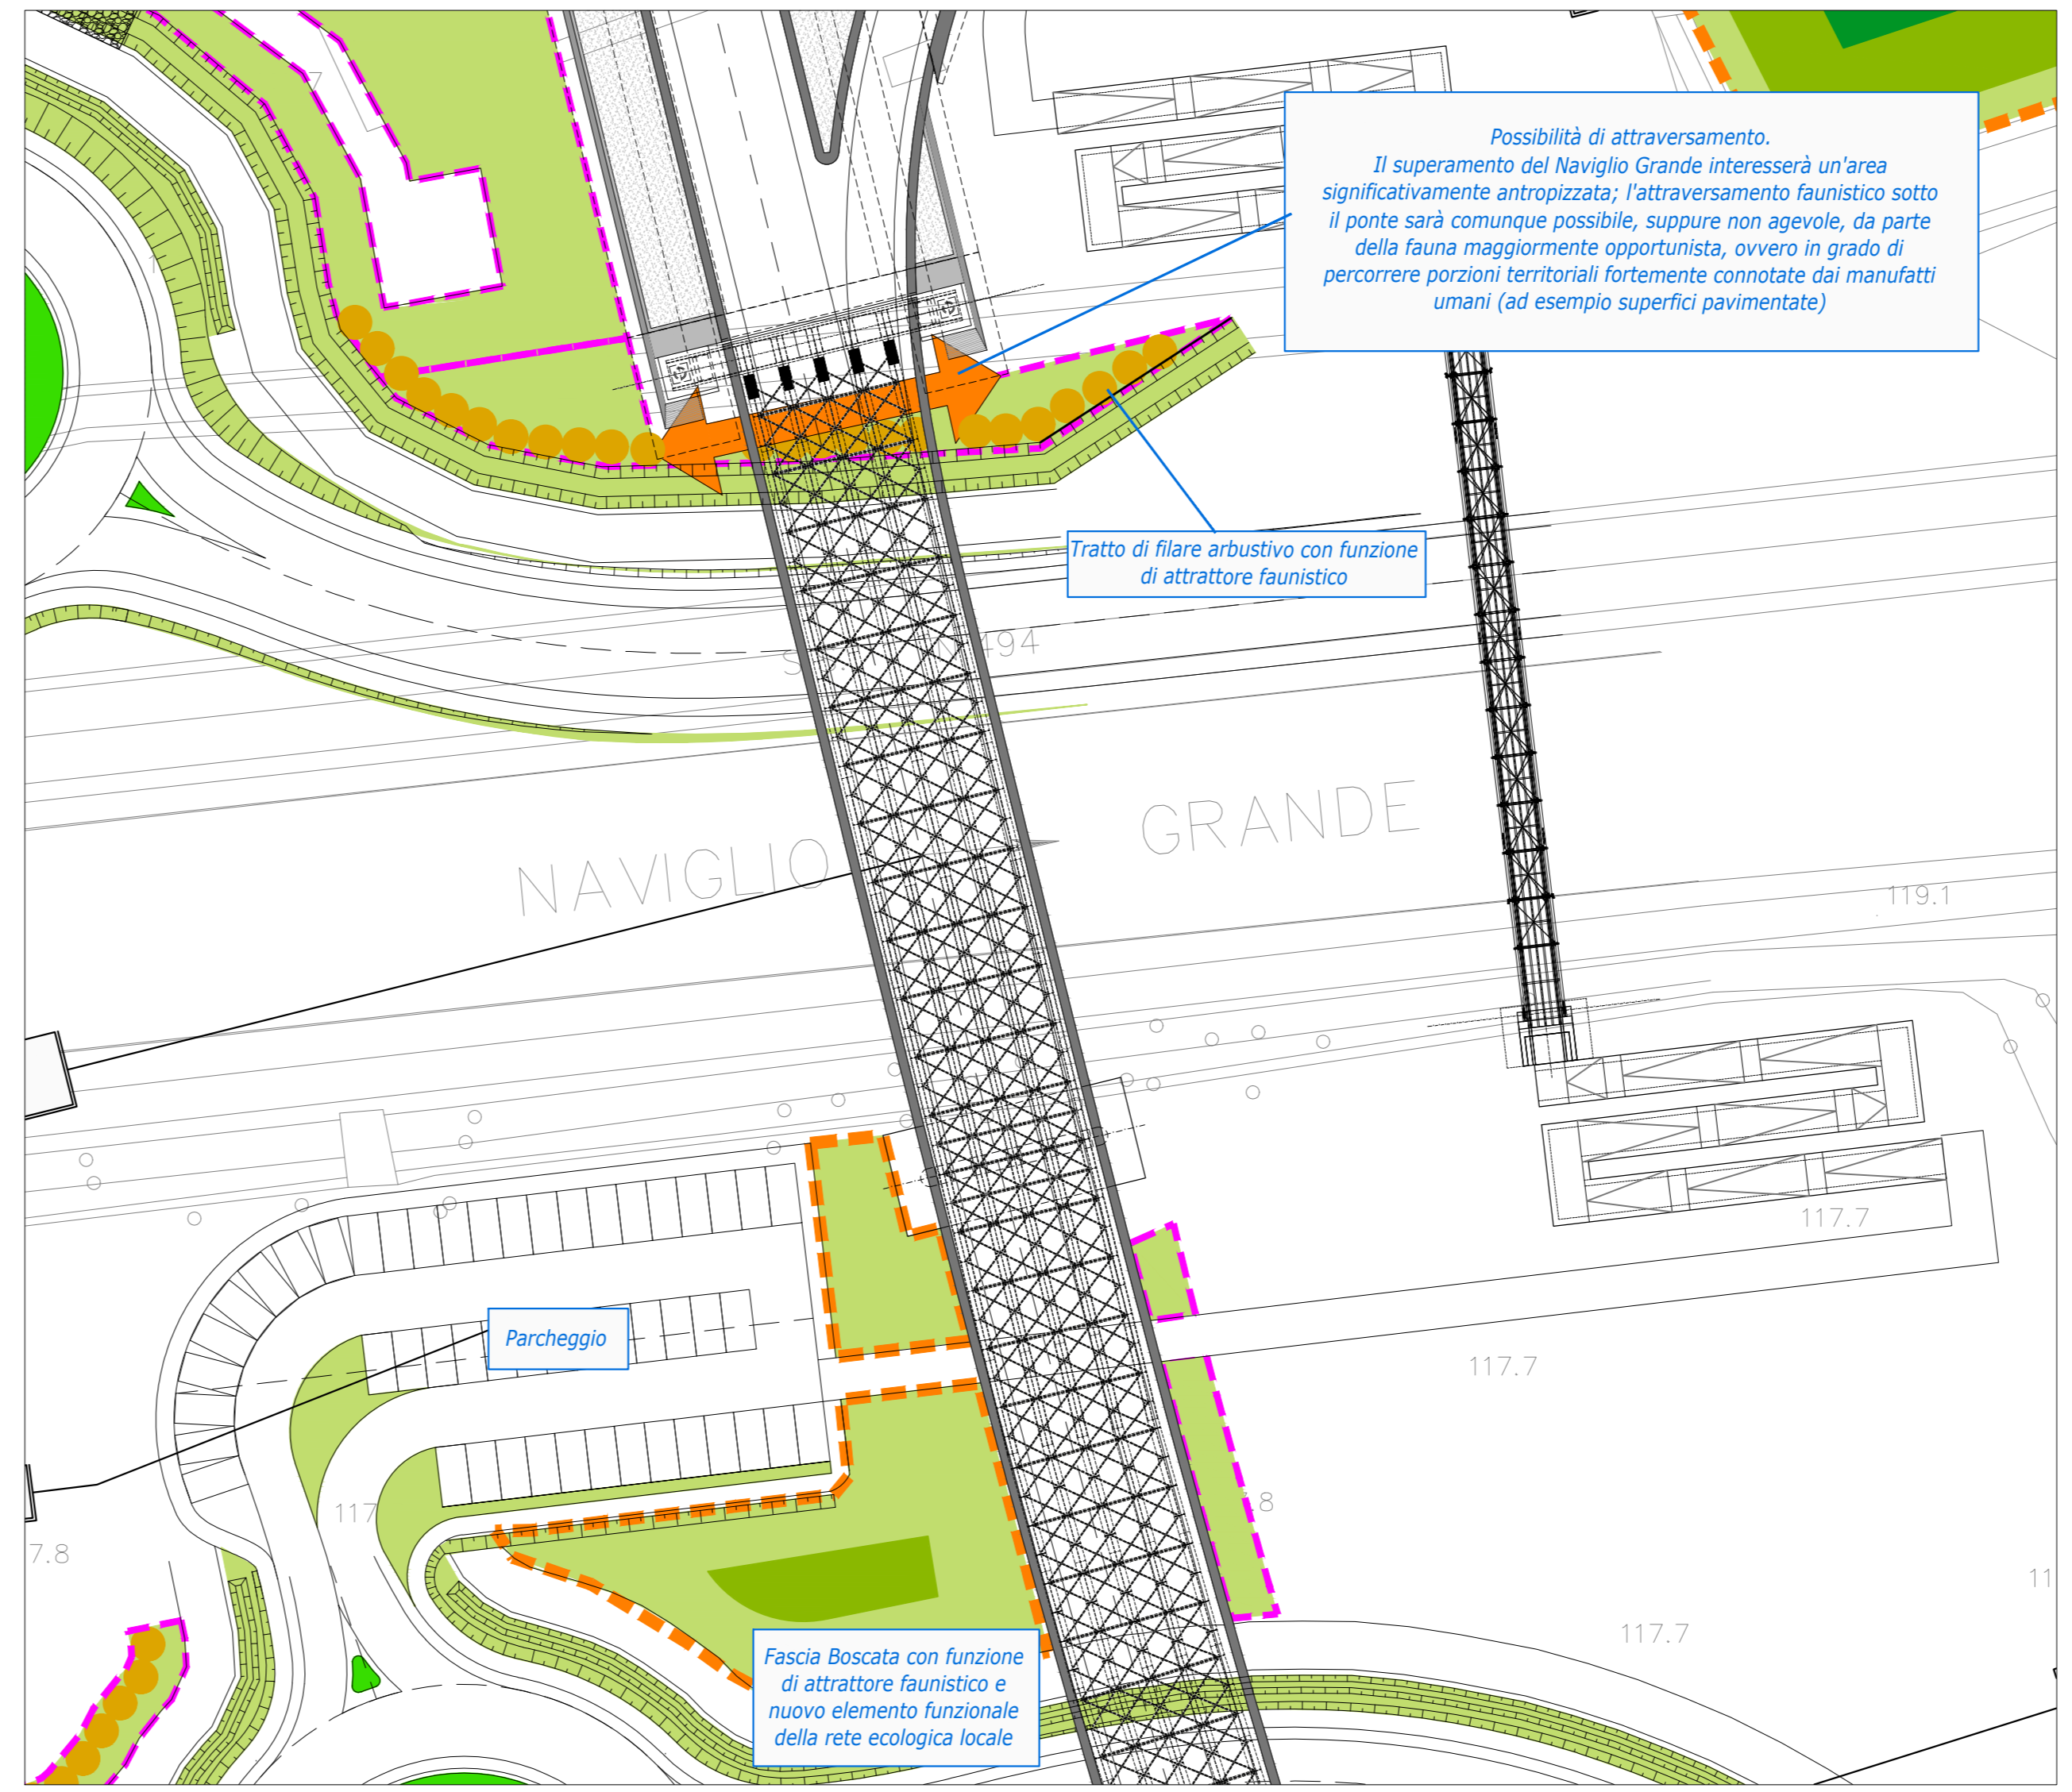 Possibilità di attraversamento.
Il superamento del Naviglio Grande interesserà un'area
significativamente antropizzata; l'attraversamento faunistico sotto
il ponte sarà comunque possibile, suppure non agevole, da parte
della fauna maggiormente opportunista, ovvero in grado di
percorrere porzioni territoriali fortemente connotate dai manufatti
umani (ad esempio superfici pavimentate)
Tratto di filare arbustivo con funzione
di attrattore faunistico
494
NAVIGLIO GRANDE
119.1
117.7
Parcheggio
117.7
117
7.8
117.7
Fascia Boscata con funzione
di attrattore faunistico e
nuovo elemento funzionale
della rete ecologica locale